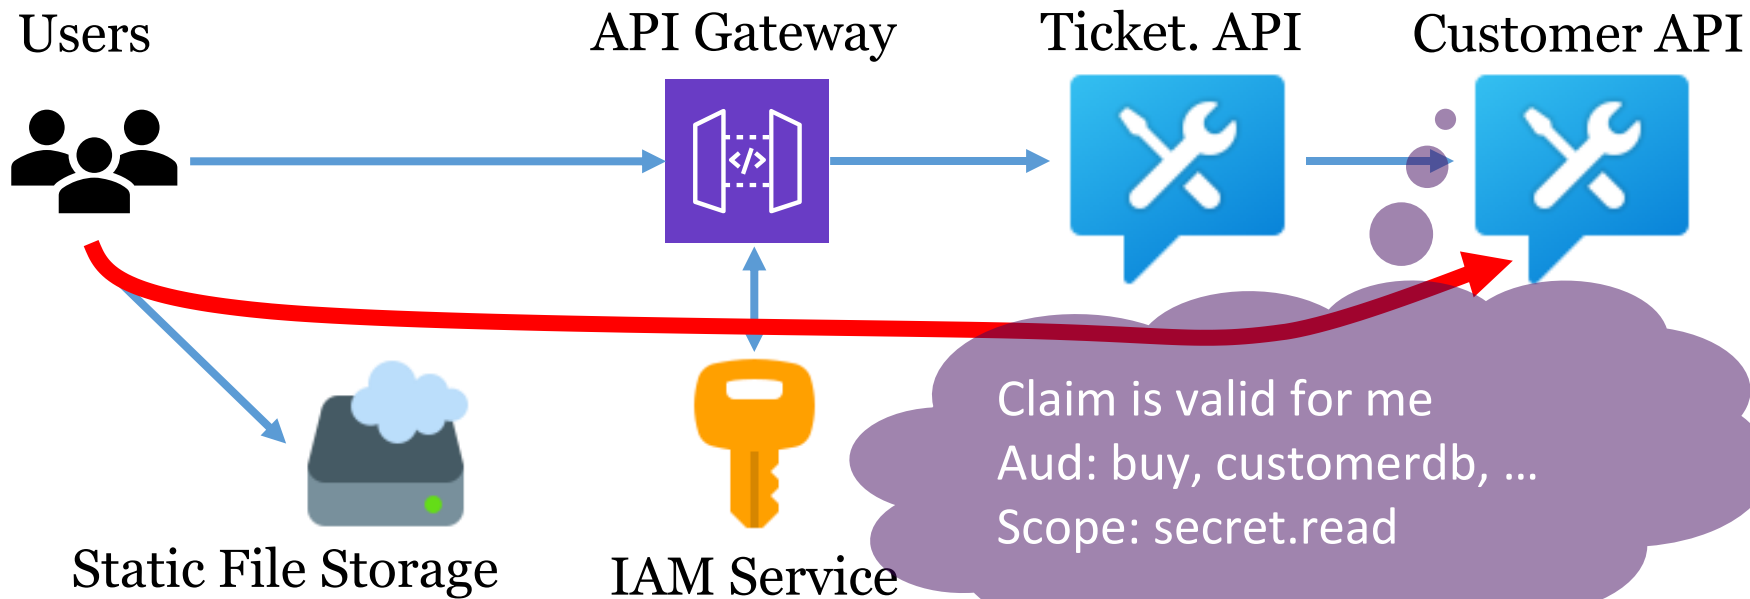 Users
API Gateway
Ticket. API
Customer API
</>
Claim is valid for me
Aud: buy, customerdb, ...
Scope: secret.read
Static File Storage
IAM Service